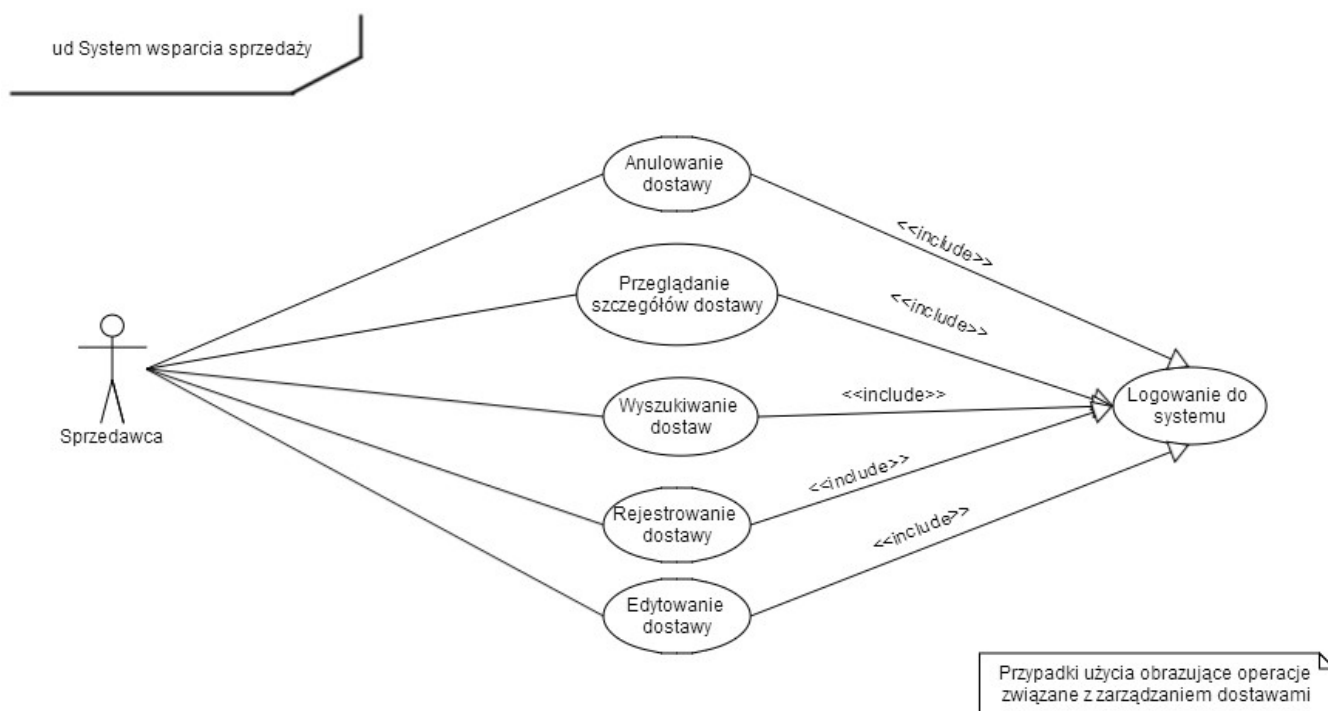 ud System wsparcia sprzedaży
Anulowanie
dostawy
<<include>>
Przeglądanie
szczegółów dostawy
<<include>>
Sprzedawca
Wyszukiwanie
dostaw
<<include>>
Logowanie do
systemu
Rejestrowanie
dostawy
<<include>>
Edytowanie
dostawy
<<include>>
Przypadki użycia obrazujące operacje
związane z zarządzaniem dostawami